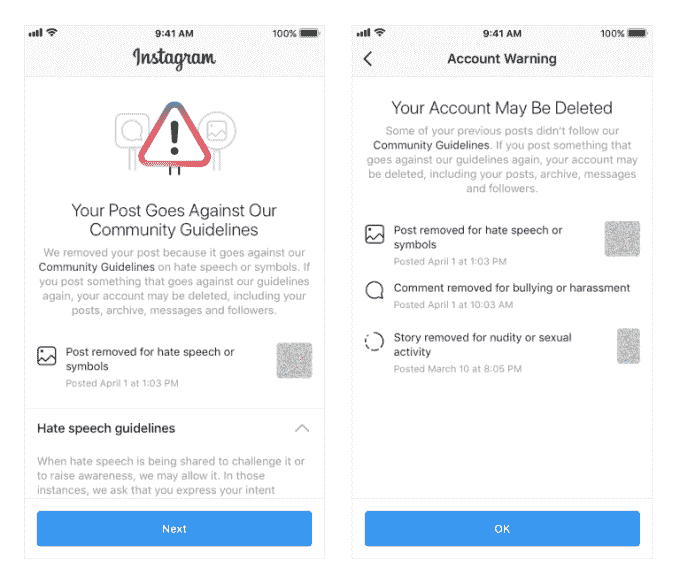 9:41 AM
100%
Instagram
Your Post Goes Against Our
Community Guidelines
We removed your post because it goes against our
Community Guidelines on hate speech or symbols. If
you post something that goes against our guidelines
again, your account may be deleted, including your
posts, archive, messages and followers.
Post removed for hate speech or
symbols
Posted April 1 at 1:03 PM
Hate speech guidelines
When hate speech is being shared to challenge it or
to raise awareness, we may allow it. In those
instances, we ask that you express your intent
Next
9:41 AM
100%
Account Warning
Your Account May Be Deleted
Some of your previous posts didn't follow our
Community Guidelines. If you post something that
goes against our guidelines again, your account may
be deleted, including your posts, archive, messages
and followers.
Post removed for hate speech or
symbols
Posted April 1 at 1:03 PM
Comment removed for bullying or harassment
Posted April 1 at 10:03 AM
Story removed for nudity or sexual
activity
Posted March 10 at 8:05 PM
OK